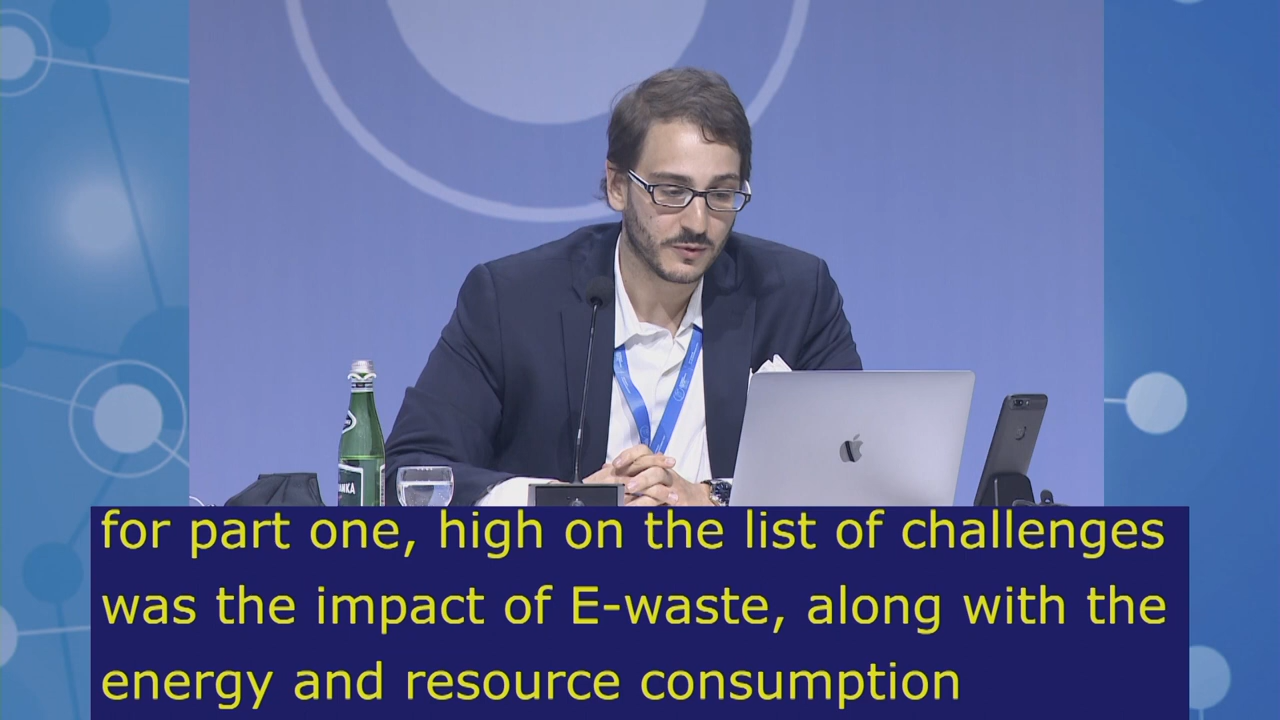 NKA
for part one, high on the list of challenges
was the impact of E-waste, along with the
energy and resource consumption